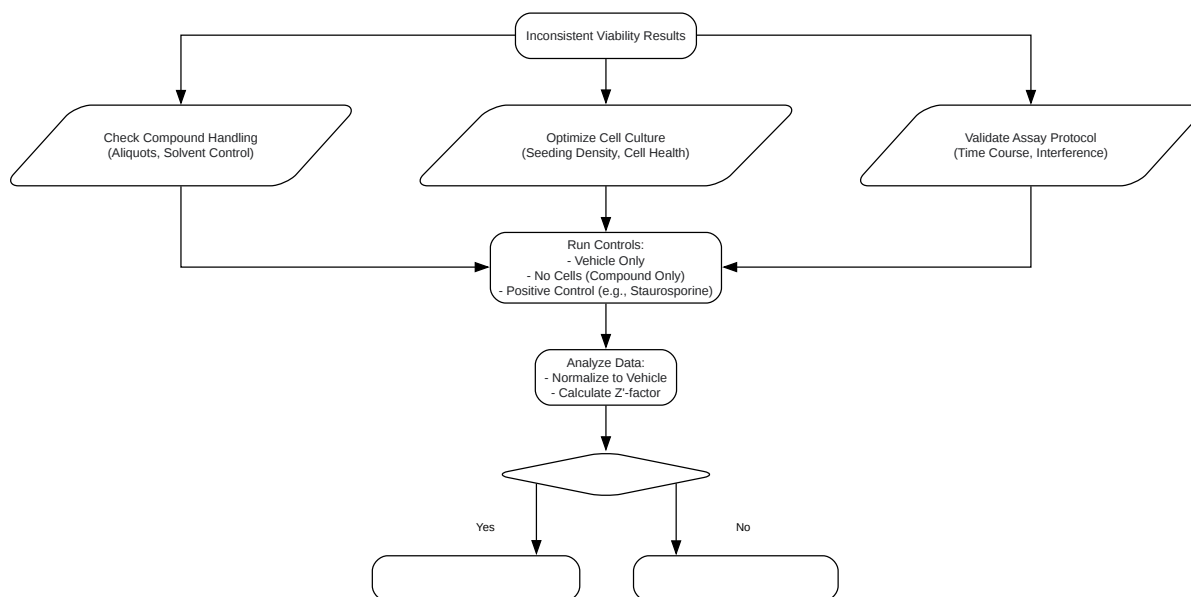 Inconsistent Viability Results
Check Compound Handling
(Aliquots, Solvent Control)
Optimize Cell Culture
(Seeding Density, Cell Health)
Validate Assay Protocol
(Time Course, Interference)
Run Controls:
- Vehicle Only
- No Cells (Compound Only)
- Positive Control (e.g., Staurosporine)
Analyze Data:
- Normalize to Vehicle
- Calculate Z'-factor
Yes
No